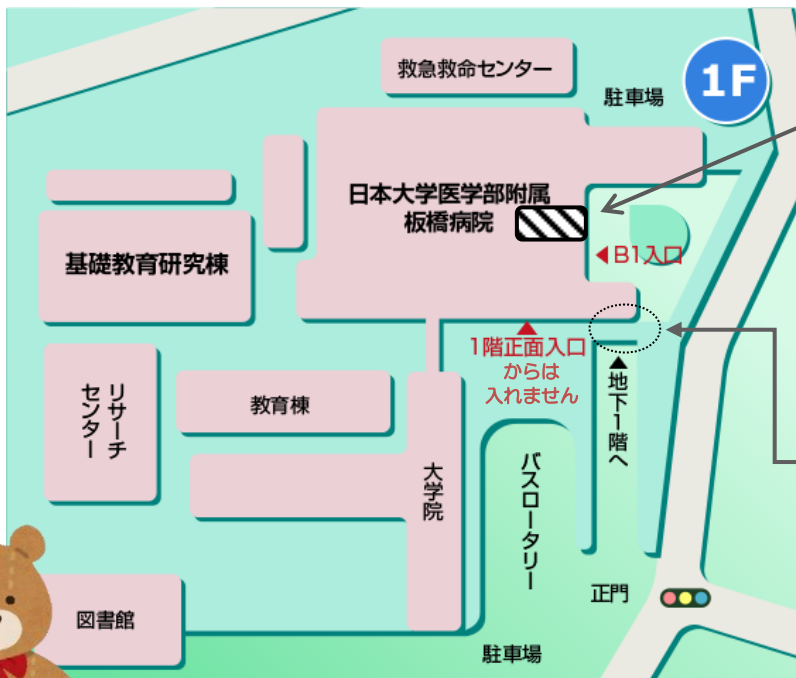 救急救命センター
1F
駐車場
日本大学医学部附属
板橋病院
基礎教育研究棟
◀B1入口
▲
1階正面入口
からは
入れません
▲地下1階へ
リサーチ
センター
教育棟
大学院
バスロータリー
正門
図書館
駐車場